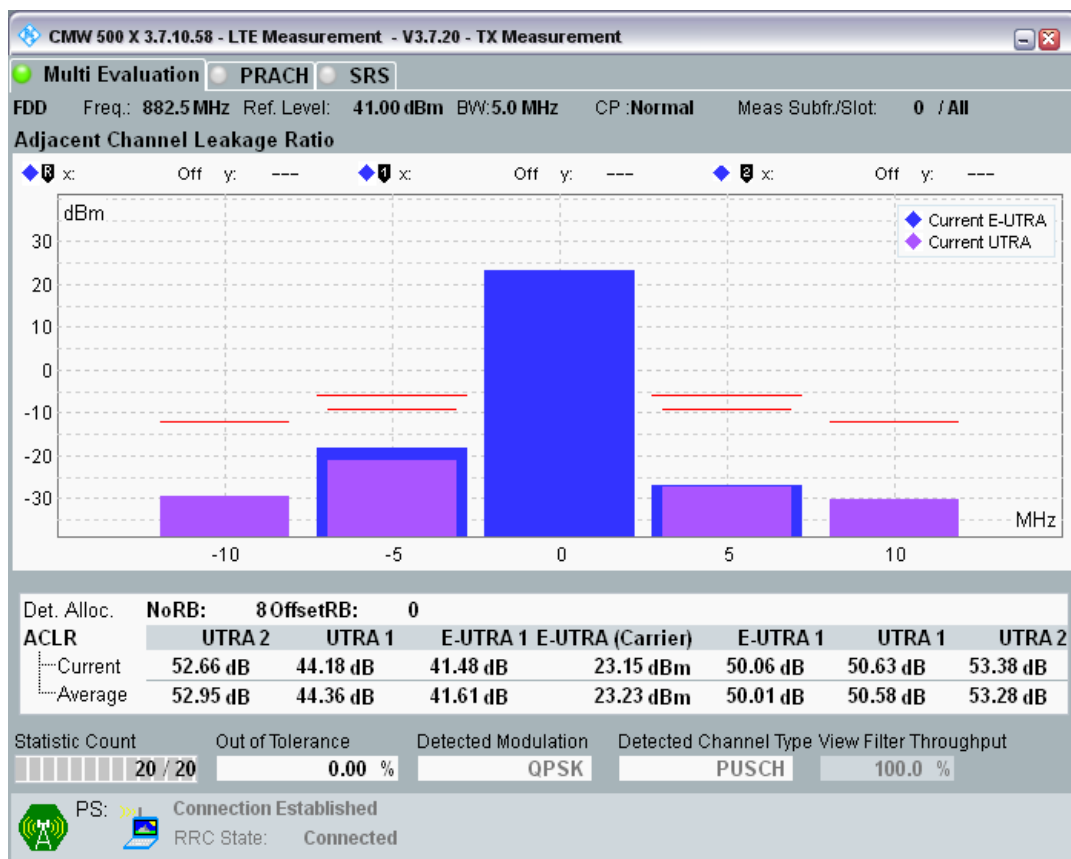 CMW 500 X 3.7.10.58 - LTE Measurement - V3.7.20 - TX Measurement
Multi Evaluation PRACH SRS
FDD Freq.: 882.5 MHz Ref. Level: 41.00 dBm BW:5.0 MHz CP :Normal Meas Subfr./Slot: 0 / All
Adjacent Channel Leakage Ratio
R x: Off y: --- 1 x: Off y: --- 2 x: Off y: ---
dBm
Current E-UTRA
Current UTRA
30
20
10
0
-10
-20
-30
MHz
-10 -5 0 5 10
Det. Alloc. NoRB: 8 OffsetRB: 0
ACLR UTRA 2 UTRA 1 E-UTRA 1 E-UTRA (Carrier) E-UTRA 1 UTRA 1 UTRA 2
Current 52.66 dB 44.18 dB 41.48 dB 23.15 dBm 50.06 dB 50.63 dB 53.38 dB
Average 52.95 dB 44.36 dB 41.61 dB 23.23 dBm 50.01 dB 50.58 dB 53.28 dB
Statistic Count Out of Tolerance Detected Modulation Detected Channel Type View Filter Throughput
20 / 20 0.00 % QPSK PUSCH 100.0 %
PS: Connection Established
RRC State: Connected